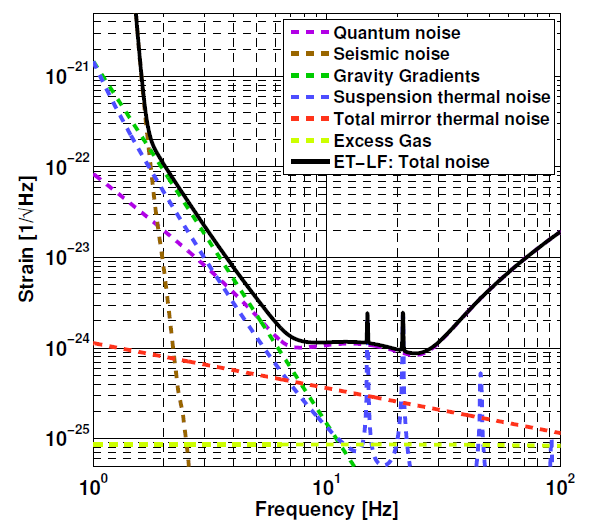 Quantum noise
Seismic noise
Gravity Gradients
Suspension thermal noise
Total mirror thermal noise
Excess Gas
ET−LF: Total noise
10⁻²¹
10⁻²²
10⁻²³
10⁻²⁴
10⁻²⁵
Strain [1/√Hz]
10⁰ 10¹ 10²
Frequency [Hz]